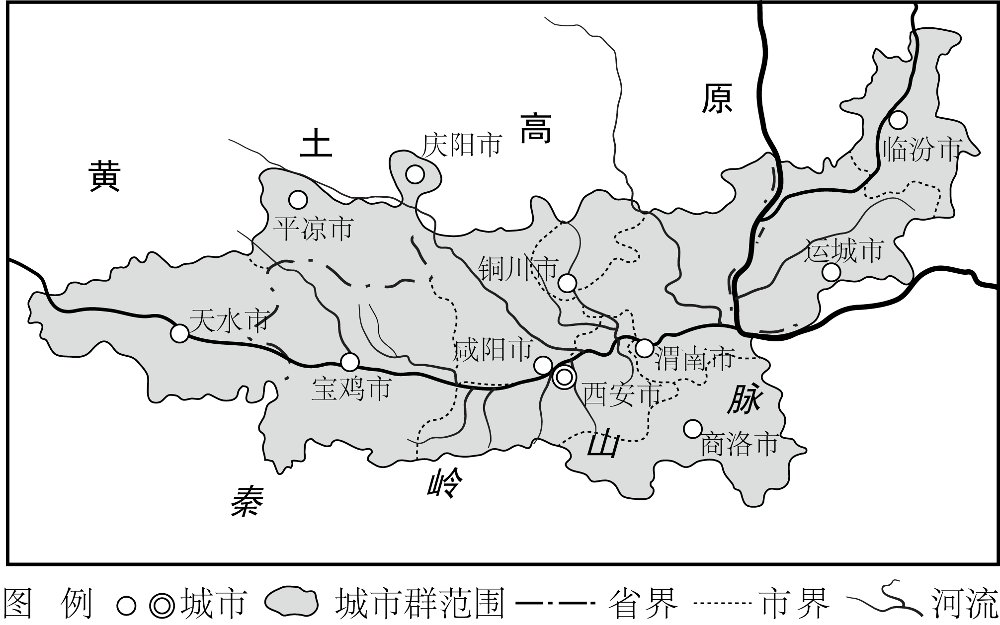 黄土高原
庆阳市
临汾市
平凉市
运城市
铜川市
天水市
咸阳市
渭南市
宝鸡市
西安市
商洛市
秦岭山脉
图 例 城市 城市群范围 省界 市界 河流